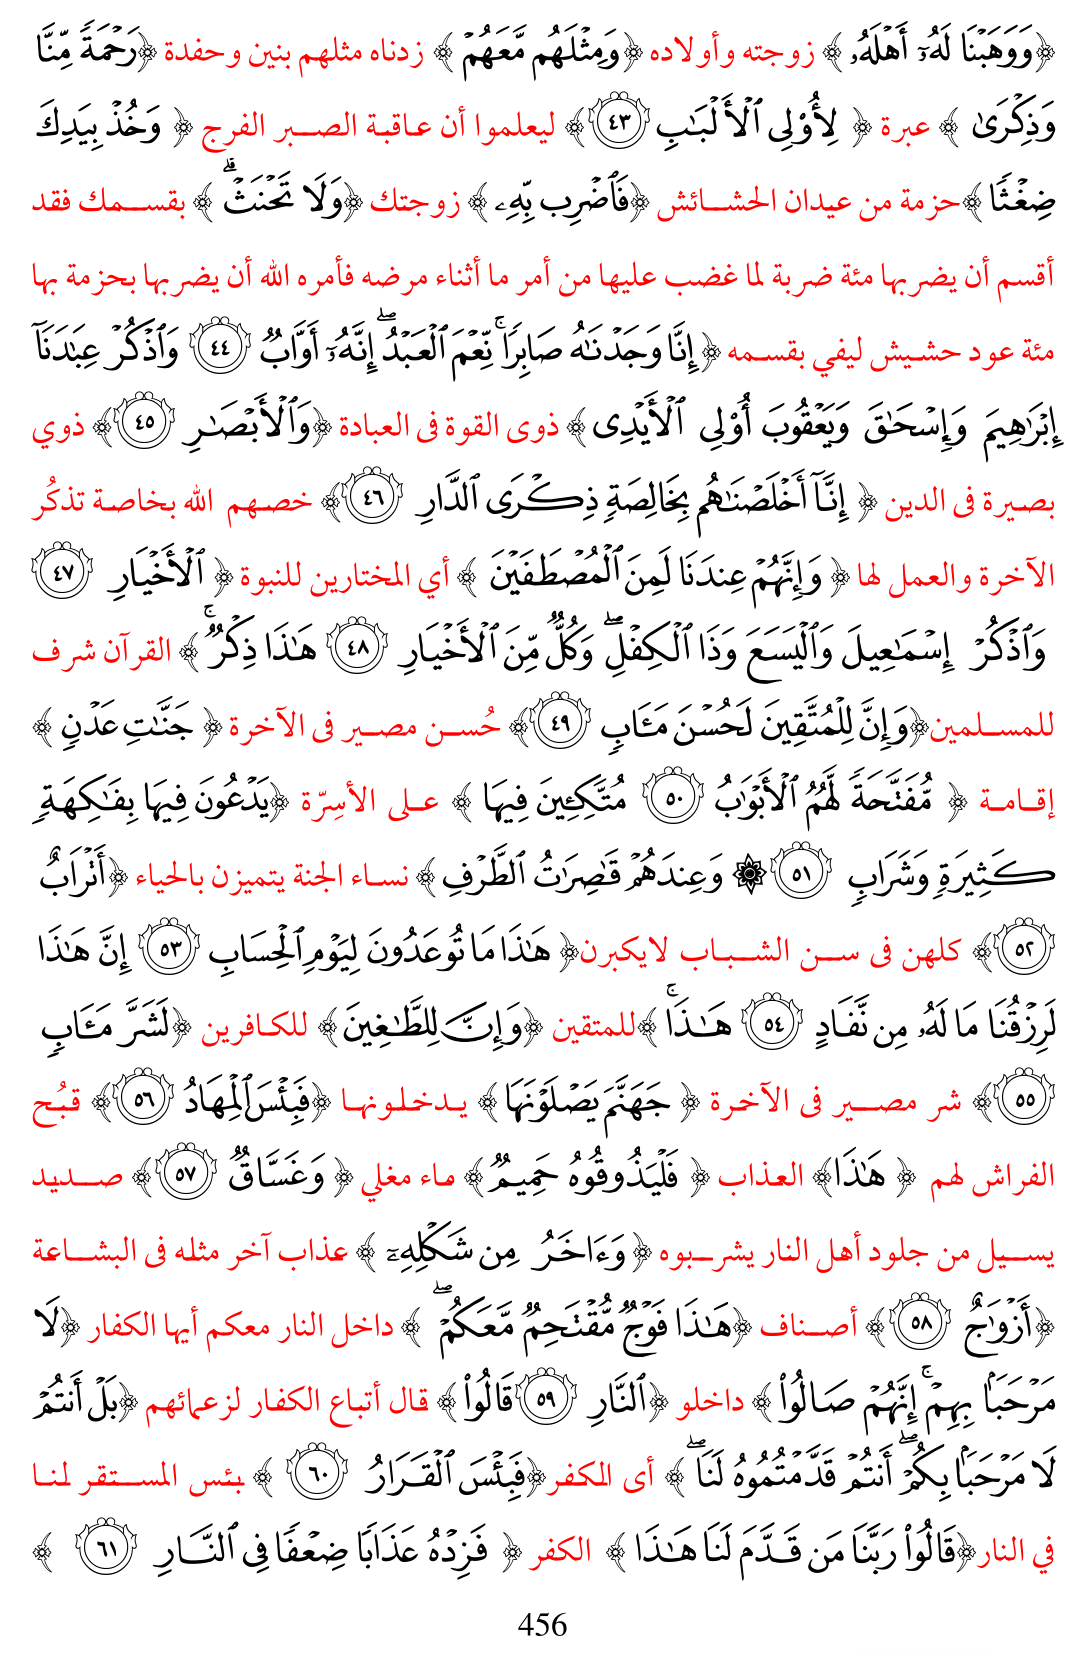 ﴿وَوَهَبْنَا لَهُۥٓ أَهْلَهُۥ ﴾ زوجته وأولاده ﴿وَمِثْلَهُم مَّعَهُمْ ﴾ زدناه مثلهم بنين وحفدة ﴿رَحْمَةً مِّنَّا
وَذِكْرَىٰ ﴾ عبرة ﴿ لِأُو۟لِى ٱلْأَلْبَـٰبِ ٤٣﴾ ليعلموا أن عاقبة الصبر الفرج ﴿ وَخُذْ بِيَدِكَ
ضِغْثًا ﴾حزمة من عيدان الحشائش ﴿فَٱضْرِب بِّهِۦ ﴾ زوجتك ﴿وَلَا تَحْنَثْ ۗ ﴾ بقسمك فقد
أقسم أن يضربها مئة ضربة لما غضب عليها من أمر ما أثناء مرضه فأمره الله أن يضربها بحزمة بها
مئة عود حشيش ليفي بقسمه ﴿ إِنَّا وَجَدْنَـٰهُ صَابِرًا ۚ نِّعْمَ ٱلْعَبْدُ ۖ إِنَّهُۥٓ أَوَّابٌ ٤٤ وَٱذْكُرْ عِبَـٰدَنَآ
إِبْرَٰهِيمَ وَإِسْحَـٰقَ وَيَعْقُوبَ أُو۟لِى ٱلْأَيْدِى ﴾ ذوى القوة فى العبادة ﴿وَٱلْأَبْصَـٰرِ ٤٥﴾ ذوي
بصيرة فى الدين ﴿ إِنَّآ أَخْلَصْنَـٰهُم بِخَالِصَةٍ ذِكْرَى ٱلدَّارِ ٤٦﴾ خصهم الله بخاصة تذكُر
الآخرة والعمل لها ﴿ وَإِنَّهُمْ عِندَنَا لَمِنَ ٱلْمُصْطَفَيْنَ ﴾ أي المختارين للنبوة ﴿ ٱلْأَخْيَارِ ٤٧
وَٱذْكُرْ إِسْمَـٰعِيلَ وَٱلْيَسَعَ وَذَا ٱلْكِفْلِ ۖ وَكُلٌّ مِّنَ ٱلْأَخْيَارِ ٤٨ هَـٰذَا ذِكْرٌ ۚ ﴾ القرآن شرف
للمسلمين﴿وَإِنَّ لِلْمُتَّقِينَ لَحُسْنَ مَـَٔابٍ ٤٩﴾ حُسن مصير فى الآخرة ﴿ جَنَّـٰتِ عَدْنٍ ﴾
إقامة ﴿ مُّفَتَّحَةً لَّهُمُ ٱلْأَبْوَٰبُ ٥٠ مُتَّكِـِٔينَ فِيهَا ﴾ على الأسِرّة ﴿يَدْعُونَ فِيهَا بِفَـٰكِهَةٍ
كَثِيرَةٍ وَشَرَابٍ ٥١ ۞ وَعِندَهُمْ قَـٰصِرَٰتُ ٱلطَّرْفِ ﴾ نساء الجنة يتميزن بالحياء ﴿أَتْرَابٌ
٥٢﴾ كلهن فى سن الشباب لايكبرن﴿ هَـٰذَا مَا تُوعَدُونَ لِيَوْمِ ٱلْحِسَابِ ٥٣ إِنَّ هَـٰذَا
لَرِزْقُنَا مَا لَهُۥ مِن نَّفَادٍ ٥٤ هَـٰذَا ۚ ﴾للمتقين ﴿وَإِنَّ لِلطَّـٰغِينَ﴾ للكافرين ﴿لَشَرَّ مَـَٔابٍ
٥٥﴾ شر مصير فى الآخرة ﴿ جَهَنَّمَ يَصْلَوْنَهَا﴾ يدخلونها ﴿فَبِئْسَ ٱلْمِهَادُ ٥٦﴾ قبُح
الفراش لهم ﴿ هَـٰذَا﴾ العذاب ﴿ فَلْيَذُوقُوهُ حَمِيمٌ﴾ ماء مغلي ﴿ وَغَسَّاقٌ ٥٧﴾ صديد
يسيل من جلود أهل النار يشربوه ﴿ وَءَاخَرُ مِن شَكْلِهِۦٓ ﴾ عذاب آخر مثله فى البشاعة
﴿أَزْوَٰجٌ ٥٨﴾ أصناف ﴿هَـٰذَا فَوْجٌ مُّقْتَحِمٌ مَّعَكُمْ ۖ ﴾ داخل النار معكم أيها الكفار ﴿لَا
مَرْحَبًۢا بِهِمْ ۚ إِنَّهُمْ صَالُوا۟ ﴾ داخلو ﴿ٱلنَّارِ ٥٩ قَالُوا۟ ﴾ قال أتباع الكفار لزعمائهم ﴿بَلْ أَنتُمْ
لَا مَرْحَبًۢا بِكُمْ ۖ أَنتُمْ قَدَّمْتُمُوهُ لَنَا ۖ ﴾ أى الكفر﴿فَبِئْسَ ٱلْقَرَارُ ٦٠ ﴾ بئس المستقر لمنا
في النار﴿قَالُوا۟ رَبَّنَا مَن قَدَّمَ لَنَا هَـٰذَا ﴾ الكفر ﴿ فَزِدْهُ عَذَابًا ضِعْفًا فِى ٱلنَّارِ ٦١ ﴾
456